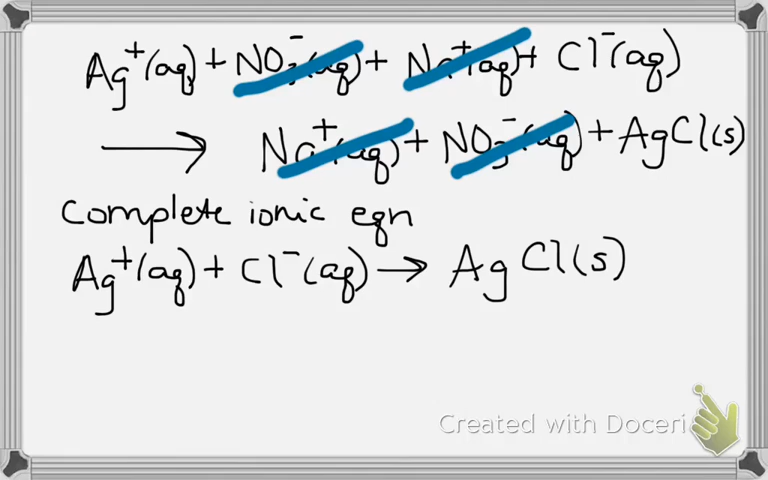 Ag⁺(aq) + NO₃⁻(aq) + Na⁺(aq) + Cl⁻(aq)
⟶ Na⁺(aq) + NO₃⁻(aq) + AgCl(s)
Complete ionic eqn
Ag⁺(aq) + Cl⁻(aq) → AgCl(s)
Created with Doceri